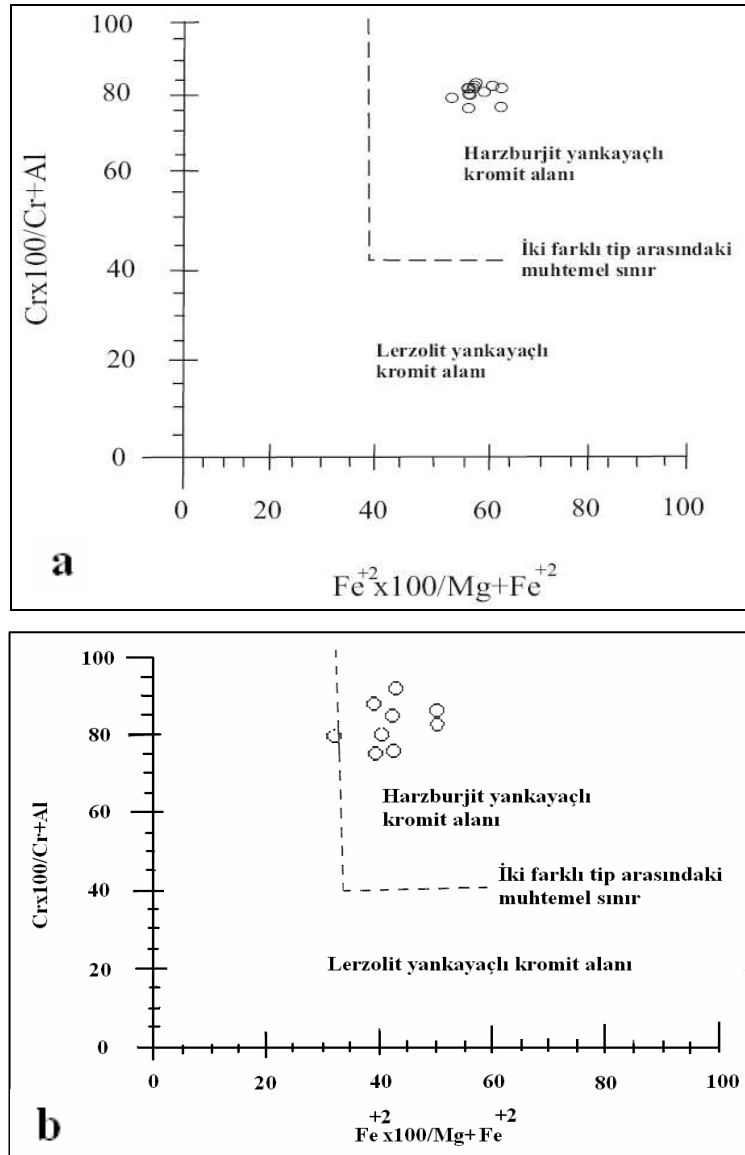 100
80
60
40
20
0
Crx100/Cr+Al
Harzburjit yankayaçlı
kromit alanı
İki farklı tip arasındaki
muhtemel sınır
Lerzolit yankayaçlı
kromit alanı
0 20 40 60 80 100
a
Fe+2x100/Mg+Fe+2
100
80
60
40
20
0
Crx100/Cr+Al
Harzburjit yankayaçlı
kromit alanı
İki farklı tip arasındaki
muhtemel sınır
Lerzolit yankayaçlı kromit alanı
0 20 40 60 80 100
b
Fe+2x100/Mg+Fe+2